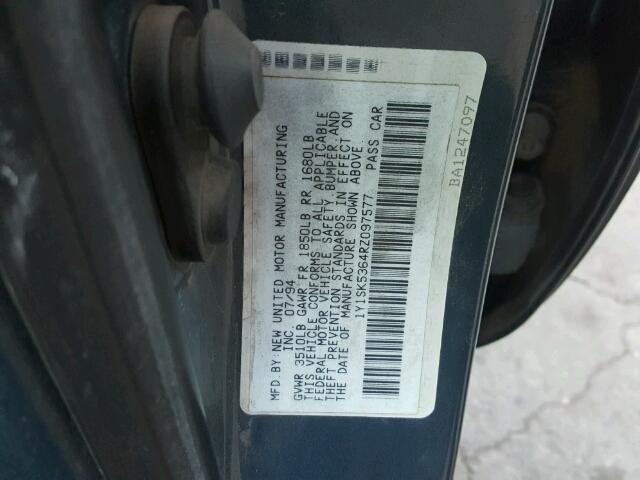 MFD.BY:NEW UNITED MOTOR MANUFACTURING
INC. 07/94
GVWR 3510LB GAWR FR 1850LB RR 1680LB
THIS VEHICLE CONFORMS TO ALL APPLICABLE
FEDERAL MOTOR VEHICLE SAFETY,BUMPER,AND
THEFT PREVENTION STANDARDS IN EFFECT ON
THE DATE OF MANUFACTURE SHOWN ABOVE.
1Y1SK5364RZ097577 PASS CAR
BA1247097